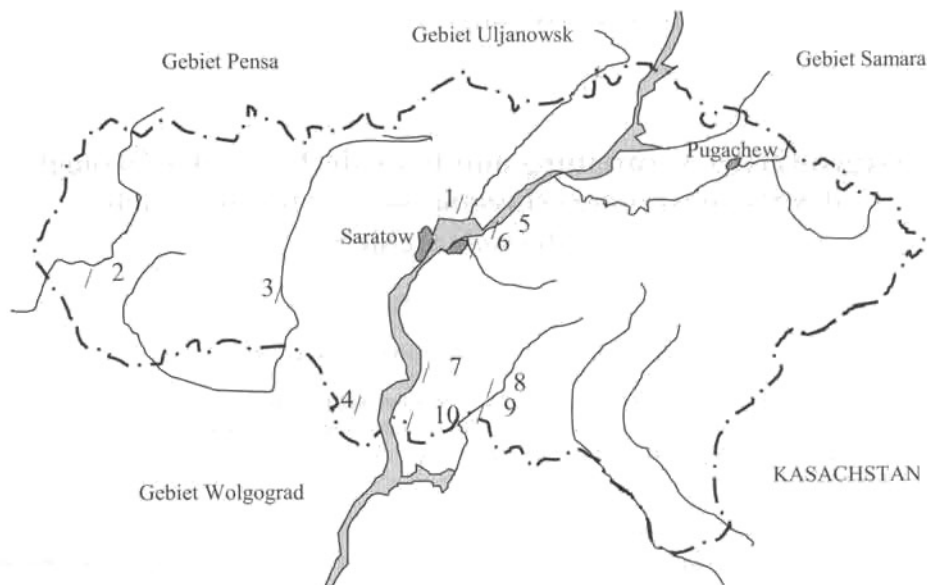 Gebiet Uljanowsk
Gebiet Pensa
Gebiet Samara
Pugachew
1
5
Saratow
6
2
3
7
8
4
10
9
KASACHSTAN
Gebiet Wolgograd